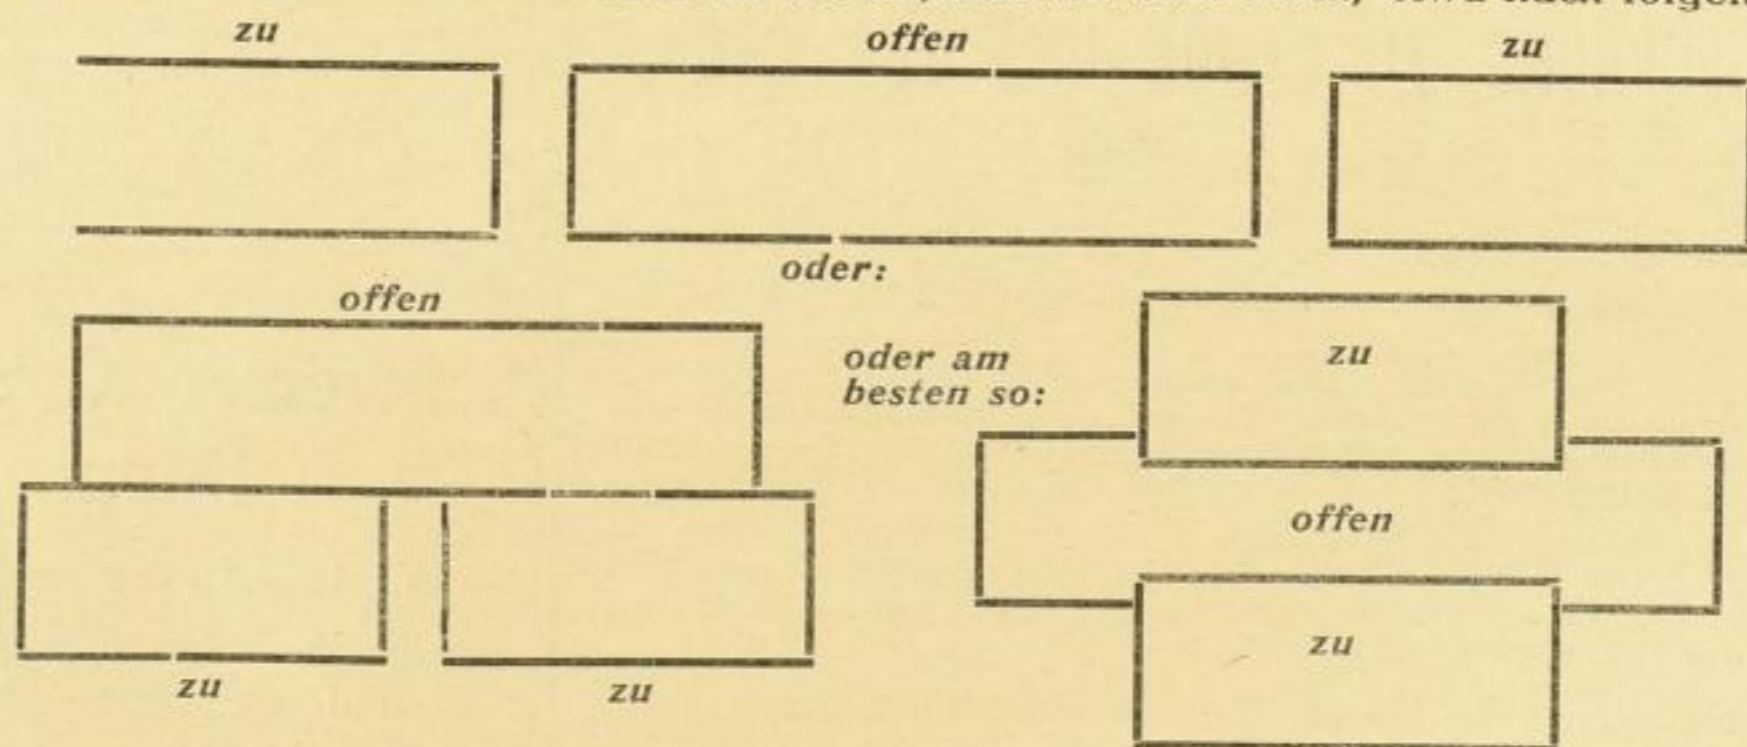 zu offen zu
oder:
offen
oder am
besten so:
zu
offen
zu
zu zu